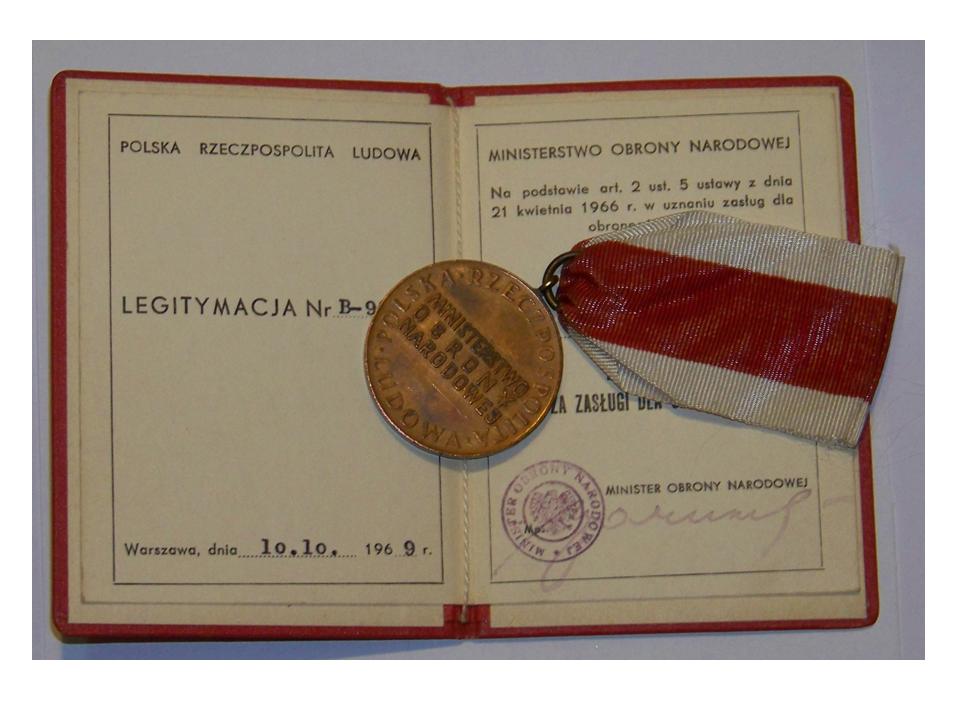 POLSKA RZECZPOSPOLITA LUDOWA
LEGITYMACJA Nr B-9
Warszawa, dnia 10.10. 1969 r.
POLSKA RZECZPOSPOLITA LUDOWA
MINISTERSTWO
OBRONY
NARODOWEJ
MINISTERSTWO OBRONY NARODOWEJ
Na podstawie art. 2 ust. 5 ustawy z dnia
21 kwietnia 1966 r. w uznaniu zasług dla
ZA ZASŁUGI DLA
MINISTER OBRONY NARODOWEJ
Mp.
MINISTER OBRONY NARODOWEJ